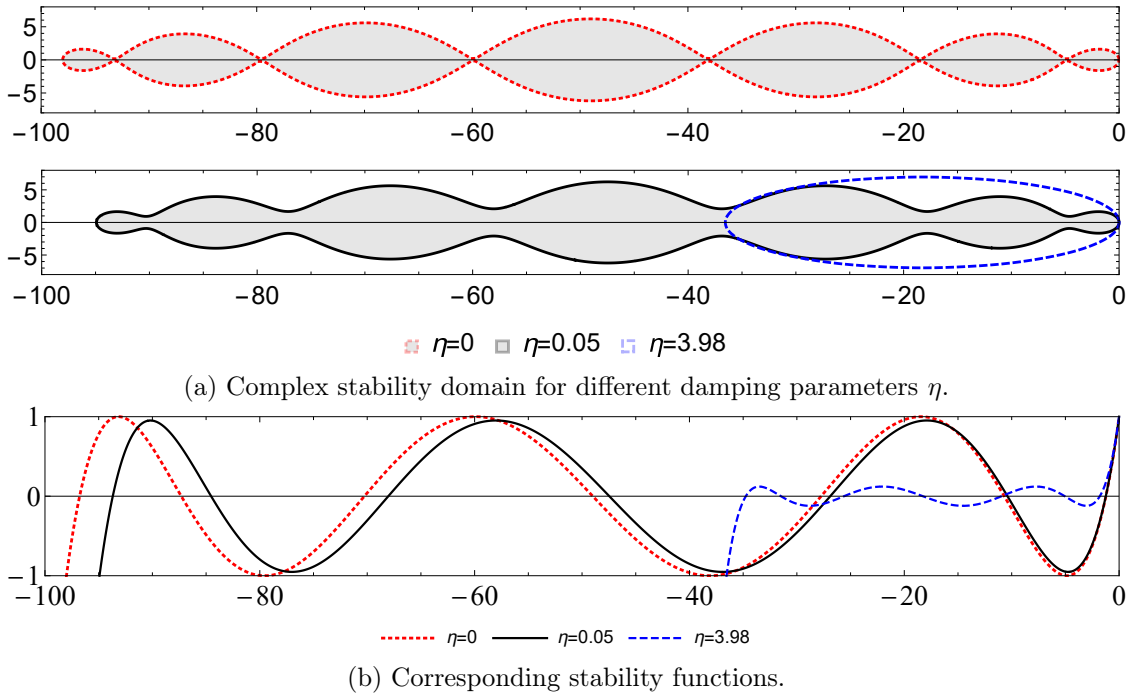 5
0
−5
−100 −80 −60 −40 −20 0
5
0
−5
−100 −80 −60 −40 −20 0
η=0 η=0.05 η=3.98
(a) Complex stability domain for different damping parameters η.
1
0
−1
−100 −80 −60 −40 −20 0
η=0 η=0.05 η=3.98
(b) Corresponding stability functions.